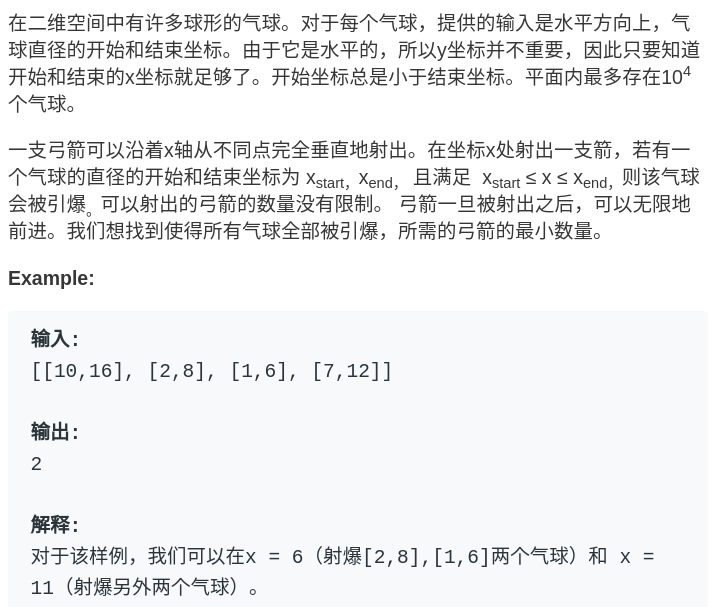 在二维空间中有许多球形的气球。对于每个气球，提供的输入是水平方向上，气
球直径的开始和结束坐标。由于它是水平的，所以y坐标并不重要，因此只要知道
开始和结束的x坐标就足够了。开始坐标总是小于结束坐标。平面内最多存在10⁴
个气球。
一支弓箭可以沿着x轴从不同点完全垂直地射出。在坐标x处射出一支箭，若有一
个气球的直径的开始和结束坐标为 xstart，xend， 且满足  xstart ≤ x ≤ xend，则该气球
会被引爆。可以射出的弓箭的数量没有限制。 弓箭一旦被射出之后，可以无限地
前进。我们想找到使得所有气球全部被引爆，所需的弓箭的最小数量。
Example:
输入:
[[10,16], [2,8], [1,6], [7,12]]
输出:
2
解释:
对于该样例，我们可以在x = 6（射爆[2,8],[1,6]两个气球）和 x =
11（射爆另外两个气球）。